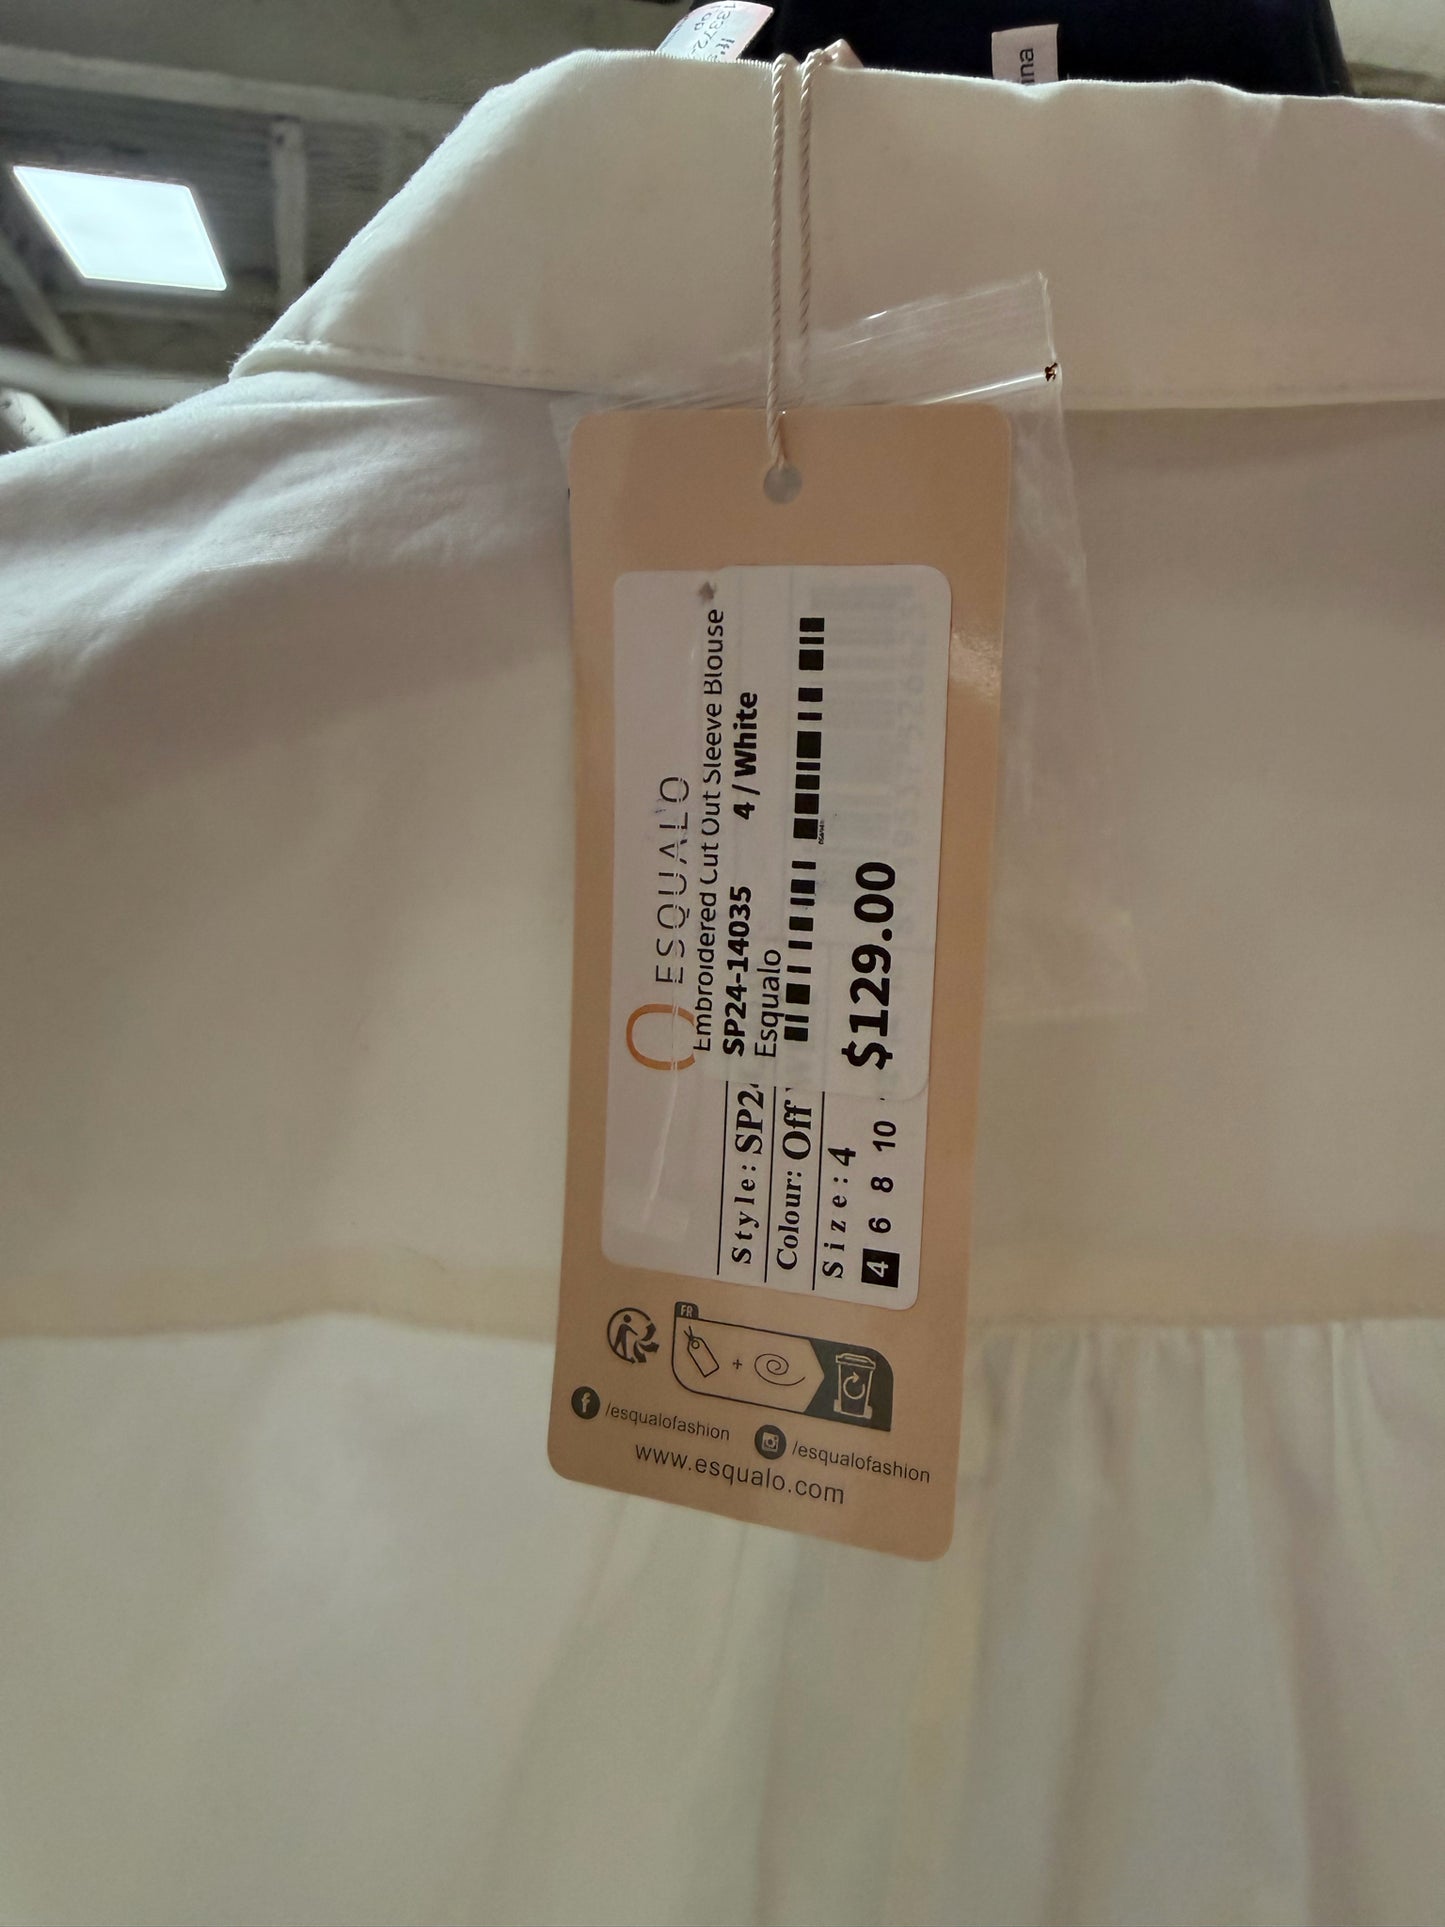 ESQUALO
Embroidered Cut Out Sleeve Blouse
SP24-14035 4 / White
Esqualo
$129.00
Style: SP2
Colour: Off
Size: 4
4 6 8 10
FR
/esqualofashion
/esqualofashion
www.esqualo.com